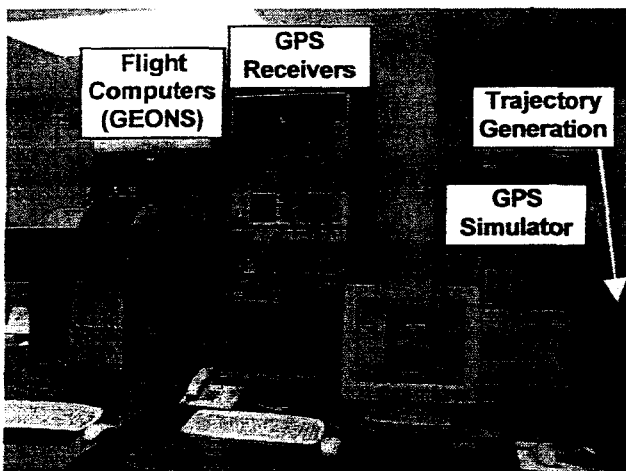 Flight
Computers
(GEONS)
GPS
Receivers
Trajectory
Generation
GPS
Simulator